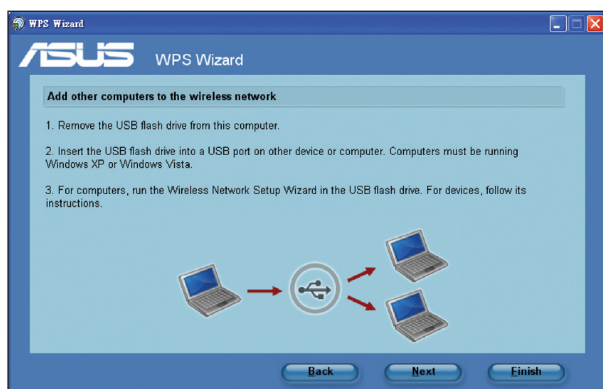 WPS Wizard
ASUS WPS Wizard
Add other computers to the wireless network
1. Remove the USB flash drive from this computer.
2. Insert the USB flash drive into a USB port on other device or computer. Computers must be running
Windows XP or Windows Vista.
3. For computers, run the Wireless Network Setup Wizard in the USB flash drive. For devices, follow its
instructions.
Back Next Finish